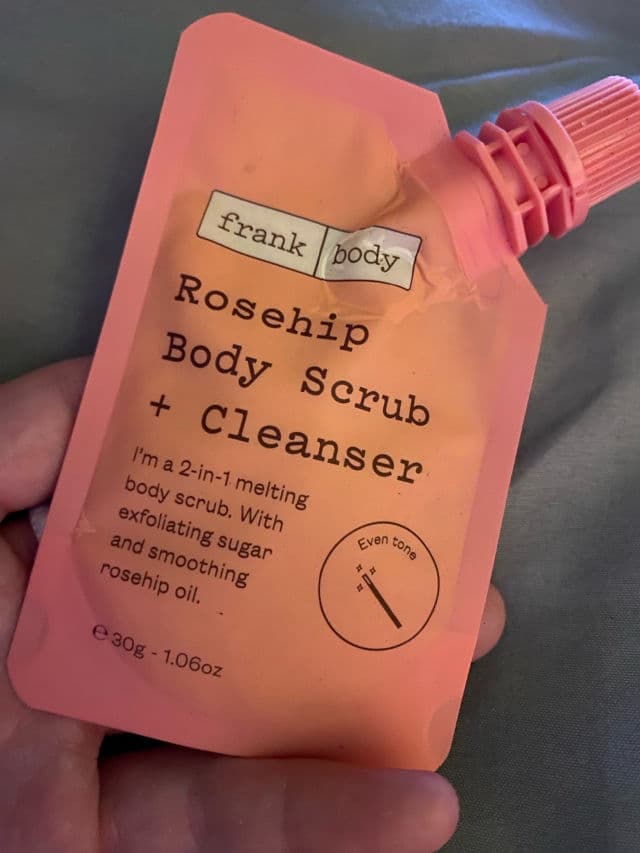 frank body
Rosehip
Body Scrub
+ Cleanser
I'm a 2-in-1 melting
body scrub. With
exfoliating sugar
and smoothing
rosehip oil.
Even tone
℮ 30g - 1.06oz